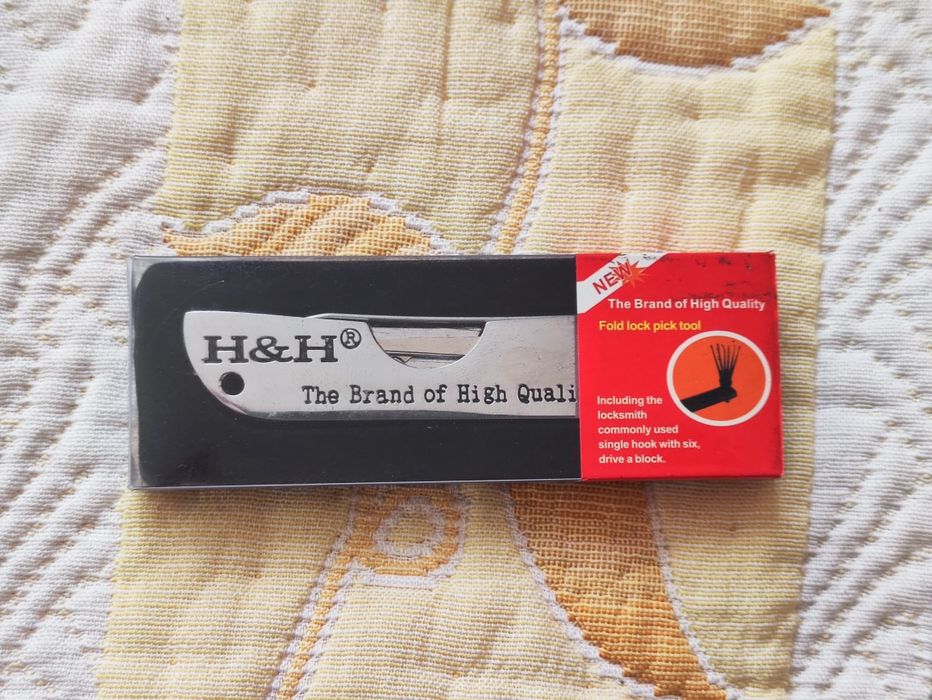 NEW
The Brand of High Quality
Fold lock pick tool
H&H®
The Brand of High Quali
Including the
locksmith
commonly used
single hook with six,
drive a block.